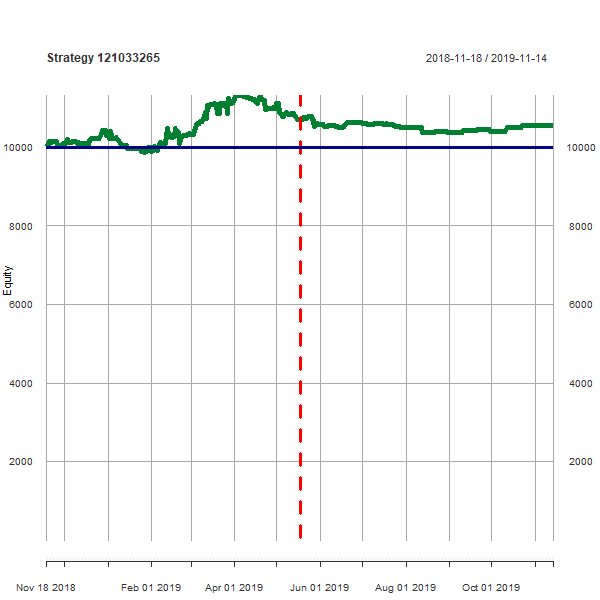 Strategy 121033265
2018-11-18 / 2019-11-14
10000
10000
8000
8000
Equity
6000
6000
4000
4000
2000
2000
Nov 18 2018
Feb 01 2019
Apr 01 2019
Jun 01 2019
Aug 01 2019
Oct 01 2019